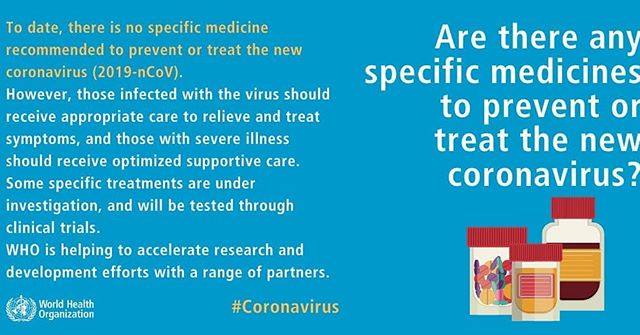 To date, there is no specific medicine
recommended to prevent or treat the new
coronavirus (2019-nCoV).
However, those infected with the virus should
receive appropriate care to relieve and treat
symptoms, and those with severe illness
should receive optimized supportive care.
Some specific treatments are under
investigation, and will be tested through
clinical trials.
WHO is helping to accelerate research and
development efforts with a range of partners.
World Health
Organization
#Coronavirus
Are there any
specific medicines
to prevent or
treat the new
coronavirus?